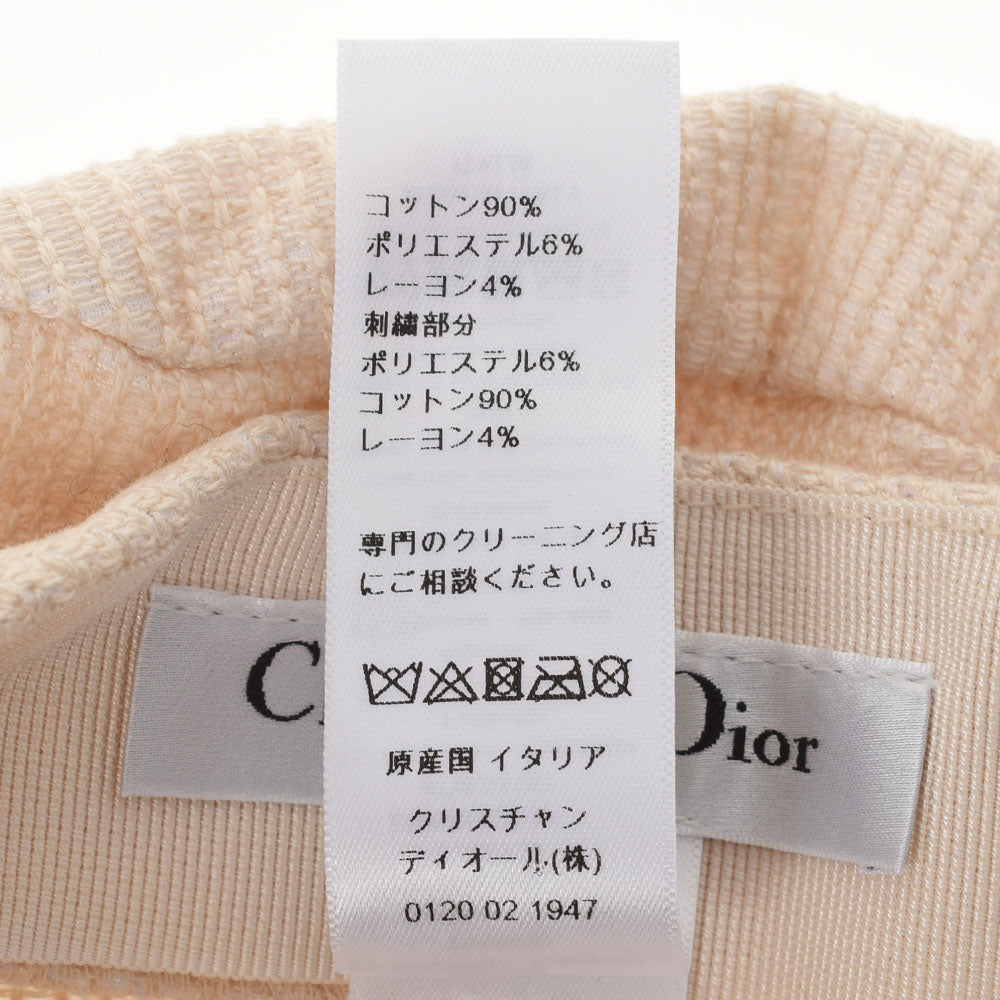 コットン90%
ポリエステル6%
レーヨン4%
刺繍部分
ポリエステル6%
コットン90%
レーヨン4%
専門のクリーニング店
にご相談ください。
Dior
原産国 イタリア
クリスチャン
ディオール(株)
0120 02 1947